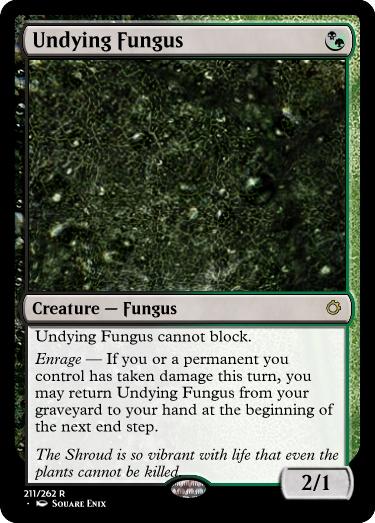 Undying Fungus
Creature — Fungus
Undying Fungus cannot block.
Enrage — If you or a permanent you
control has taken damage this turn, you
may return Undying Fungus from your
graveyard to your hand at the beginning of
the next end step.
The Shroud is so vibrant with life that even
the plants cannot be killed.
2/1
211/262 R
· Square Enix